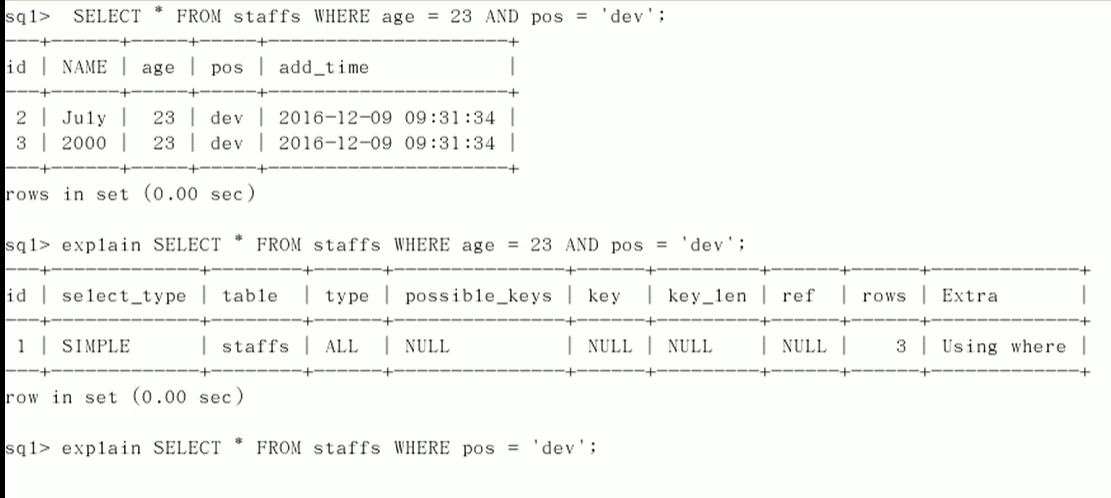 sql>  SELECT * FROM staffs WHERE age = 23 AND pos = 'dev';
---+------+-----+-----+---------------------+
id | NAME | age | pos | add_time            |
---+------+-----+-----+---------------------+
 2 | July |  23 | dev | 2016-12-09 09:31:34 |
 3 | 2000 |  23 | dev | 2016-12-09 09:31:34 |
---+------+-----+-----+---------------------+
rows in set (0.00 sec)
sql> explain SELECT * FROM staffs WHERE age = 23 AND pos = 'dev';
---+-------------+--------+------+---------------+------+---------+------+------+-------------+
id | select_type | table  | type | possible_keys | key  | key_len | ref  | rows | Extra       |
---+-------------+--------+------+---------------+------+---------+------+------+-------------+
 1 | SIMPLE      | staffs | ALL  | NULL          | NULL | NULL    | NULL |    3 | Using where |
---+-------------+--------+------+---------------+------+---------+------+------+-------------+
row in set (0.00 sec)
sql> explain SELECT * FROM staffs WHERE pos = 'dev';